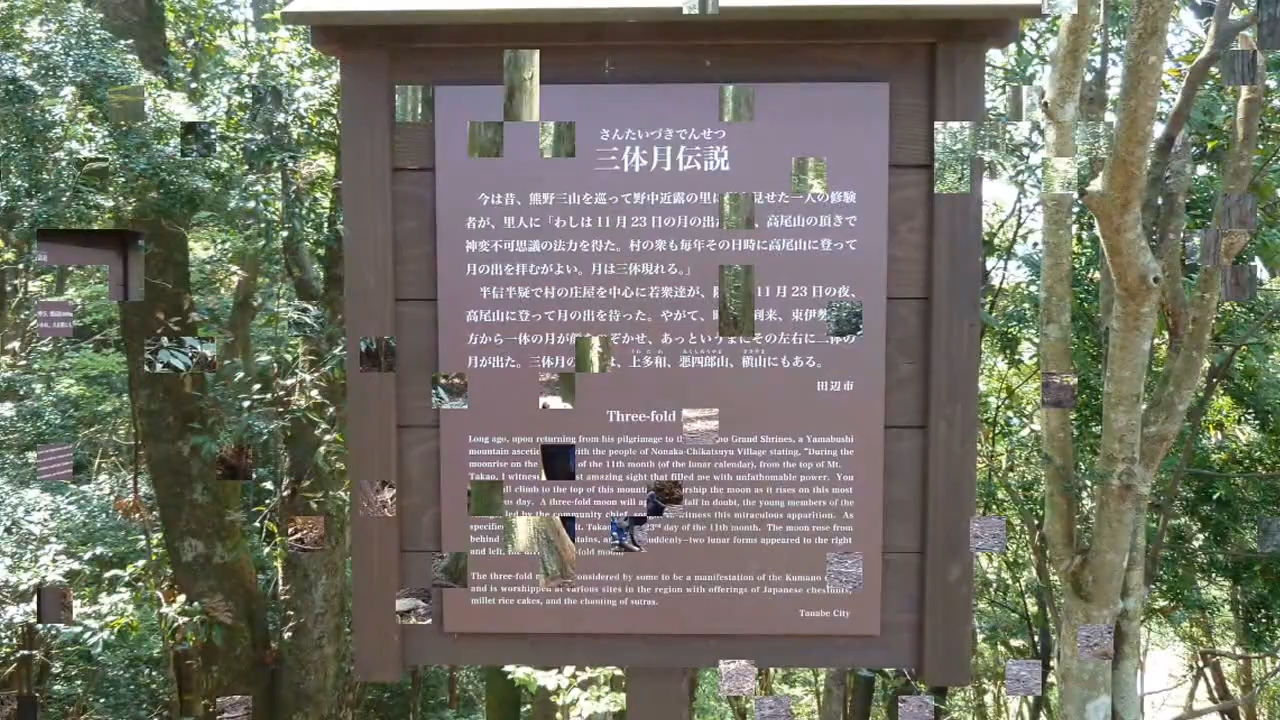 さんたいづきでんせつ
三体月伝説
今は昔、熊野三山を巡って野中近露の里に 見せた一人の修験
者が、里人に「わしは 11 月 23 日の月の出 、高尾山の頂きで
神変不可思議の法力を得た。村の衆も毎年その日時に高尾山に登って
月の出を拝むがよい。月は三体現れる。」
半信半疑で村の庄屋を中心に若衆達が、 11 月 23 日の夜、
高尾山に登って月の出を待った。やがて、 到来、東伊勢
方から一体の月が顔をのぞかせ、あっというまにその左右に二体の
月が出た。三体月の は、上多和、悪四郎山、槇山にもある。
田辺市
Three-fold
Long ago, upon returning from his pilgrimage to Grand Shrines, a Yamabushi
mountain ascetic with the people of Nonaka-Chikatsuyu Village stating, "During the
moonrise on the of the 11th month (of the lunar calendar), from the top of Mt.
Takao, I amazing sight that filled me with unfathomable power. You
climb to the top of this the moon as it rises on this most
day. A three-fold moon will in doubt, the young members of the
led by the community chief, witness this miraculous apparition. As
23rd day of the 11th month. The moon rose from
behind two lunar forms appeared to the right
and left, moon
The three-fold considered by some to be a manifestation of the Kumano
and is worshipped at various sites in the region with offerings of Japanese chestnuts,
millet rice cakes, and the chanting of sutras.
Tanabe City